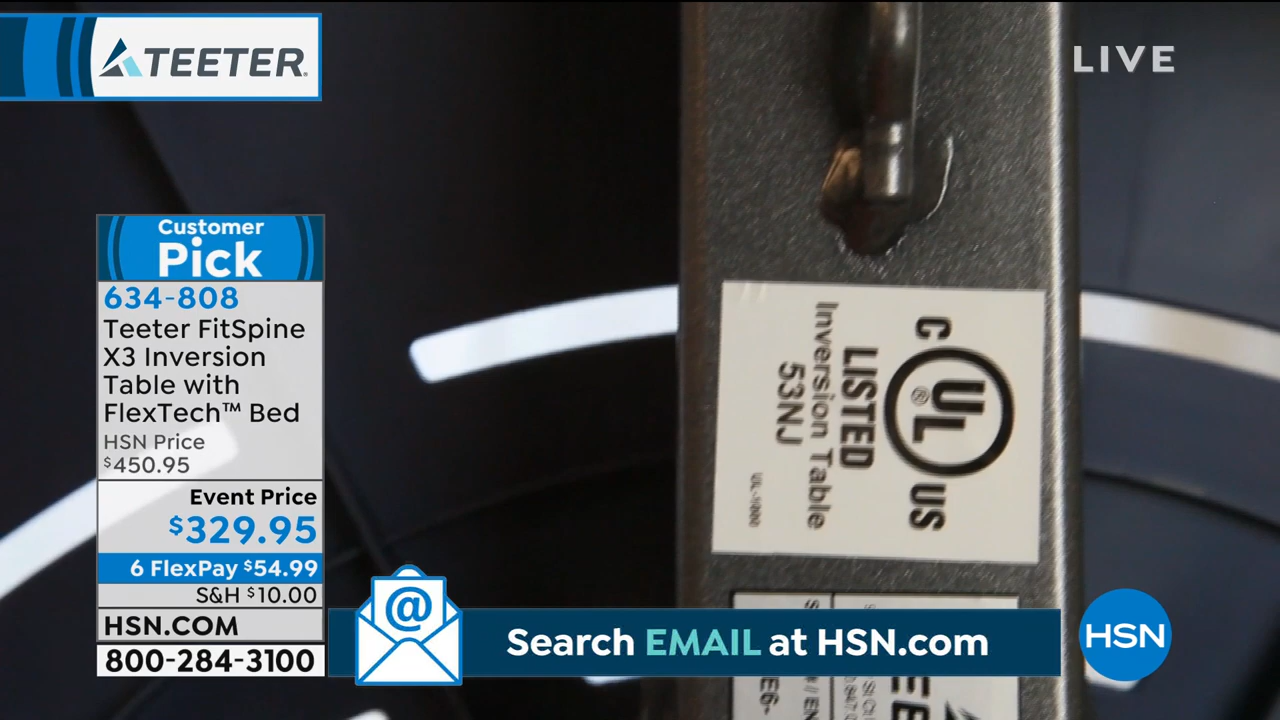 TEETER
LIVE
Customer
Pick
634-808
Teeter FitSpine
X3 Inversion
Table with
FlexTech™ Bed
HSN Price
$450.95
Event Price
$329.95
6 FlexPay $54.99
S&H $10.00
HSN.COM
800-284-3100
C UL® US
LISTED
Inversion Table
53NJ
@
Search EMAIL at HSN.com
HSN